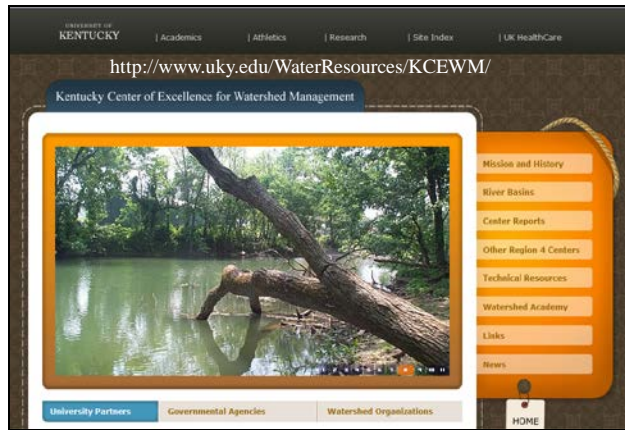 UNIVERSITY OF
KENTUCKY
| Academics | Athletics | Research | Site Index | UK HealthCare
http://www.uky.edu/WaterResources/KCEWM/
Kentucky Center of Excellence for Watershed Management
Mission and History
River Basins
Center Reports
Other Region 4 Centers
Technical Resources
Watershed Academy
Links
News
University Partners Governmental Agencies Watershed Organizations
HOME